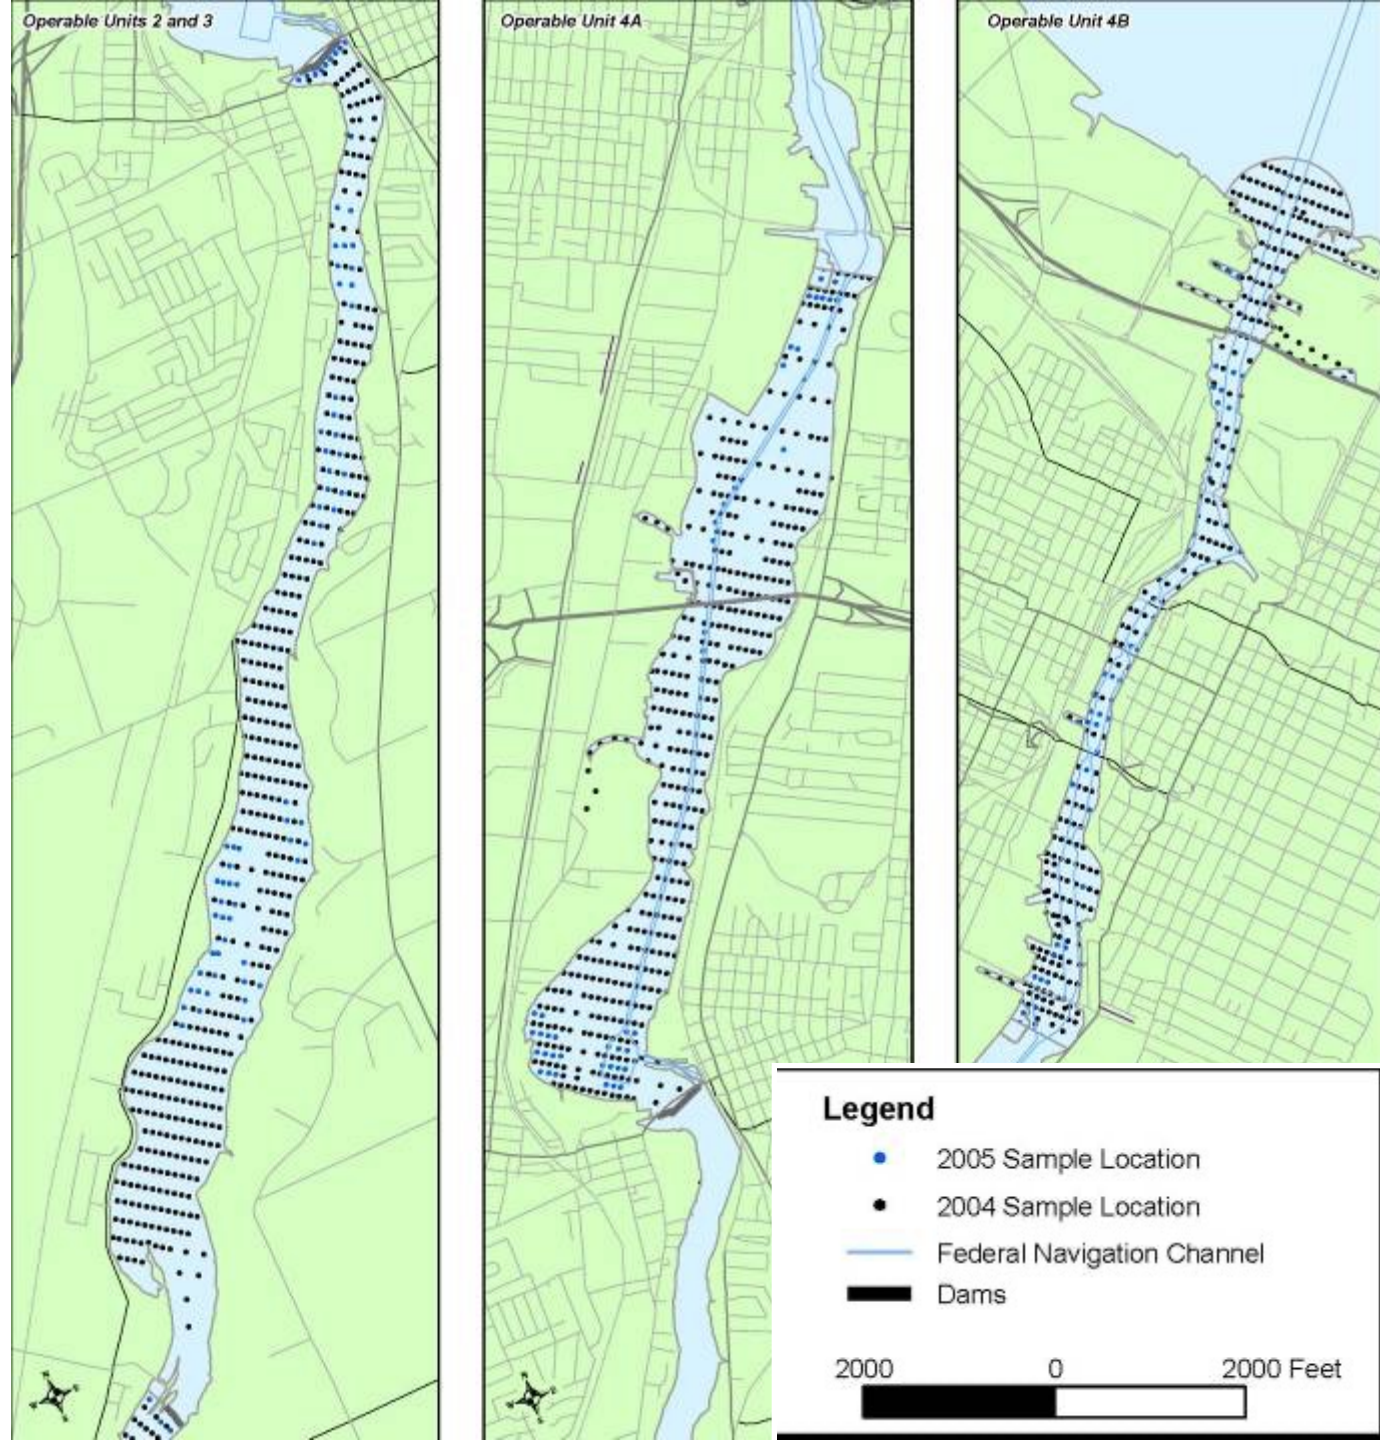 Operable Units 2 and 3
Operable Unit 4A
Operable Unit 4B
Legend
2005 Sample Location
2004 Sample Location
Federal Navigation Channel
Dams
2000 0 2000 Feet